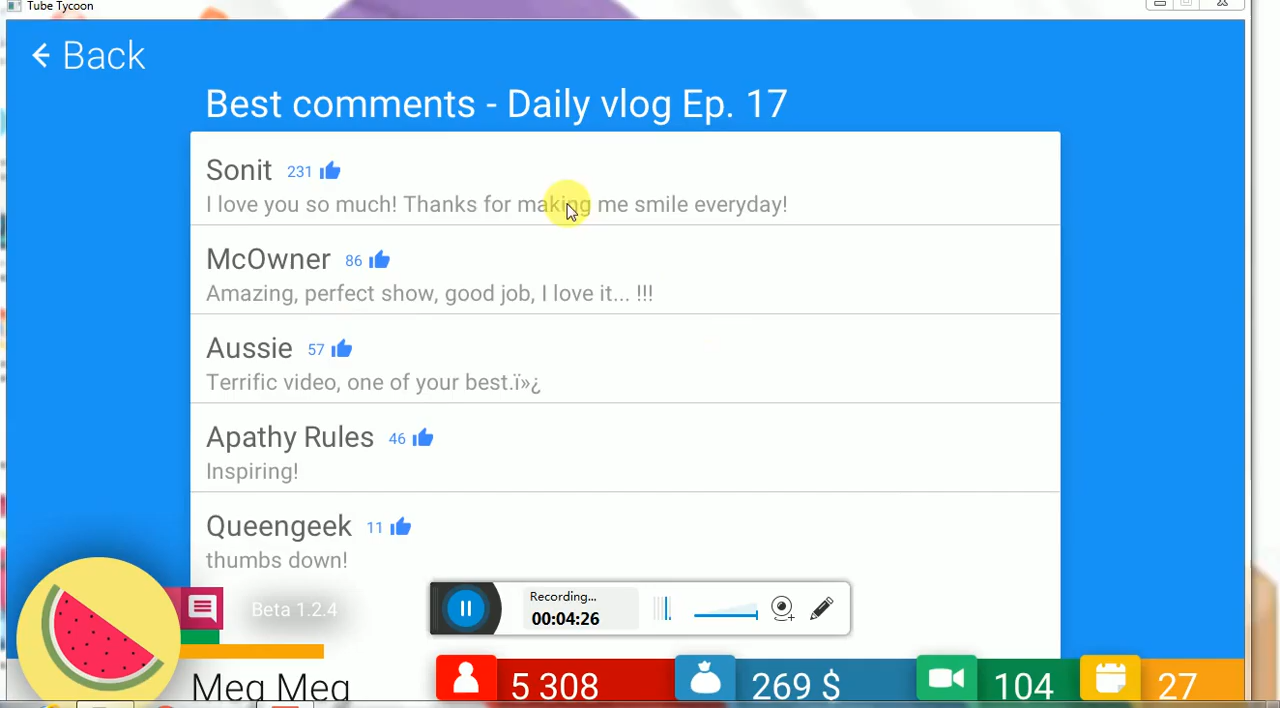 Tube Tycoon
Back
Best comments - Daily vlog Ep. 17
Sonit 231
I love you so much! Thanks for making me smile everyday!
McOwner 86
Amazing, perfect show, good job, I love it... !!!
Aussie 57
Terrific video, one of your best.ï»¿
Apathy Rules 46
Inspiring!
Queengeek 11
thumbs down!
Recording...
00:04:26
Beta 1.2.4
Meg Meg
5 308
269 $
104
27